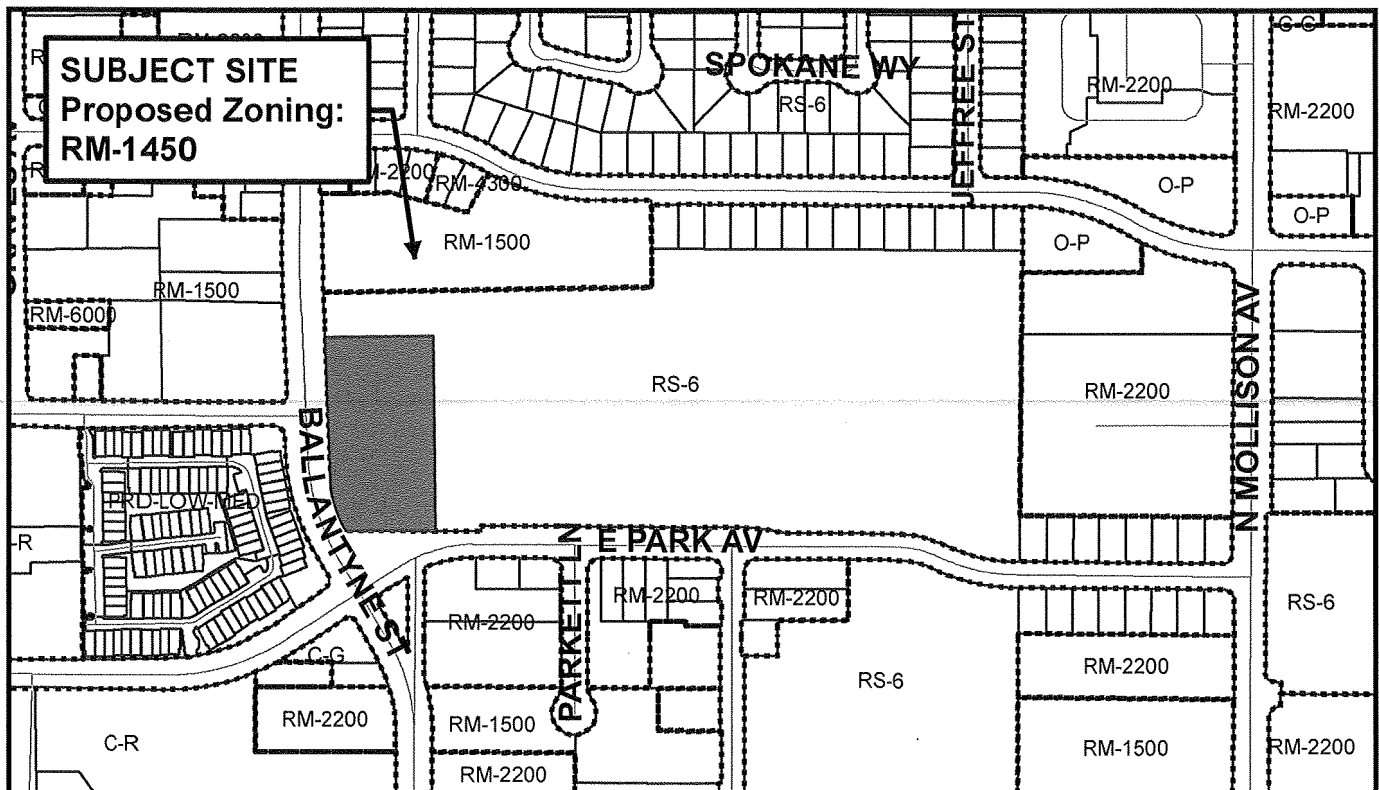 SUBJECT SITE
Proposed Zoning:
RM-1450
SPOKANE WY
RS-6
JEFFREE ST
RM-2200
C-G
RM-2200
O-P
O-P
O-P
RM-4300
RM-1500
RM-1500
RM-6000
RS-6
RM-2200
N MOLLISON AV
BALLANTYNE ST
PRD-LOW-MED
-R
E PARK AV
PARKETT LN
RM-2200
RM-2200
RM-2200
RS-6
C-G
RM-2200
RM-2200
RM-1500
RS-6
C-R
RM-1500
RM-2200
RM-2200